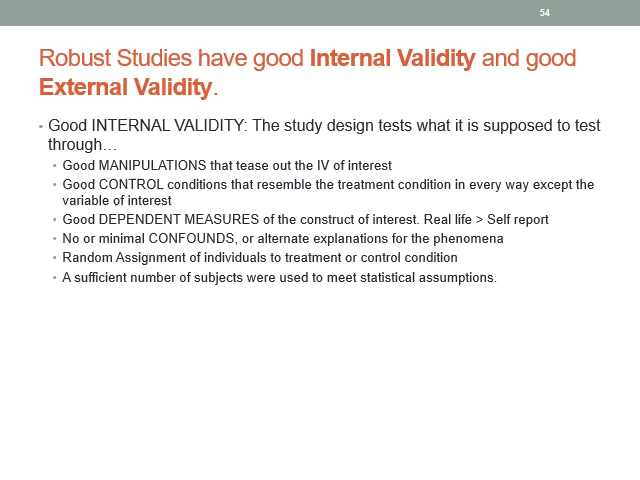 54
Robust Studies have good Internal Validity and good
External Validity.
• Good INTERNAL VALIDITY: The study design tests what it is supposed to test
through…
• Good MANIPULATIONS that tease out the IV of interest
• Good CONTROL conditions that resemble the treatment condition in every way except the
variable of interest
• Good DEPENDENT MEASURES of the construct of interest. Real life > Self report
• No or minimal CONFOUNDS, or alternate explanations for the phenomena
• Random Assignment of individuals to treatment or control condition
• A sufficient number of subjects were used to meet statistical assumptions.